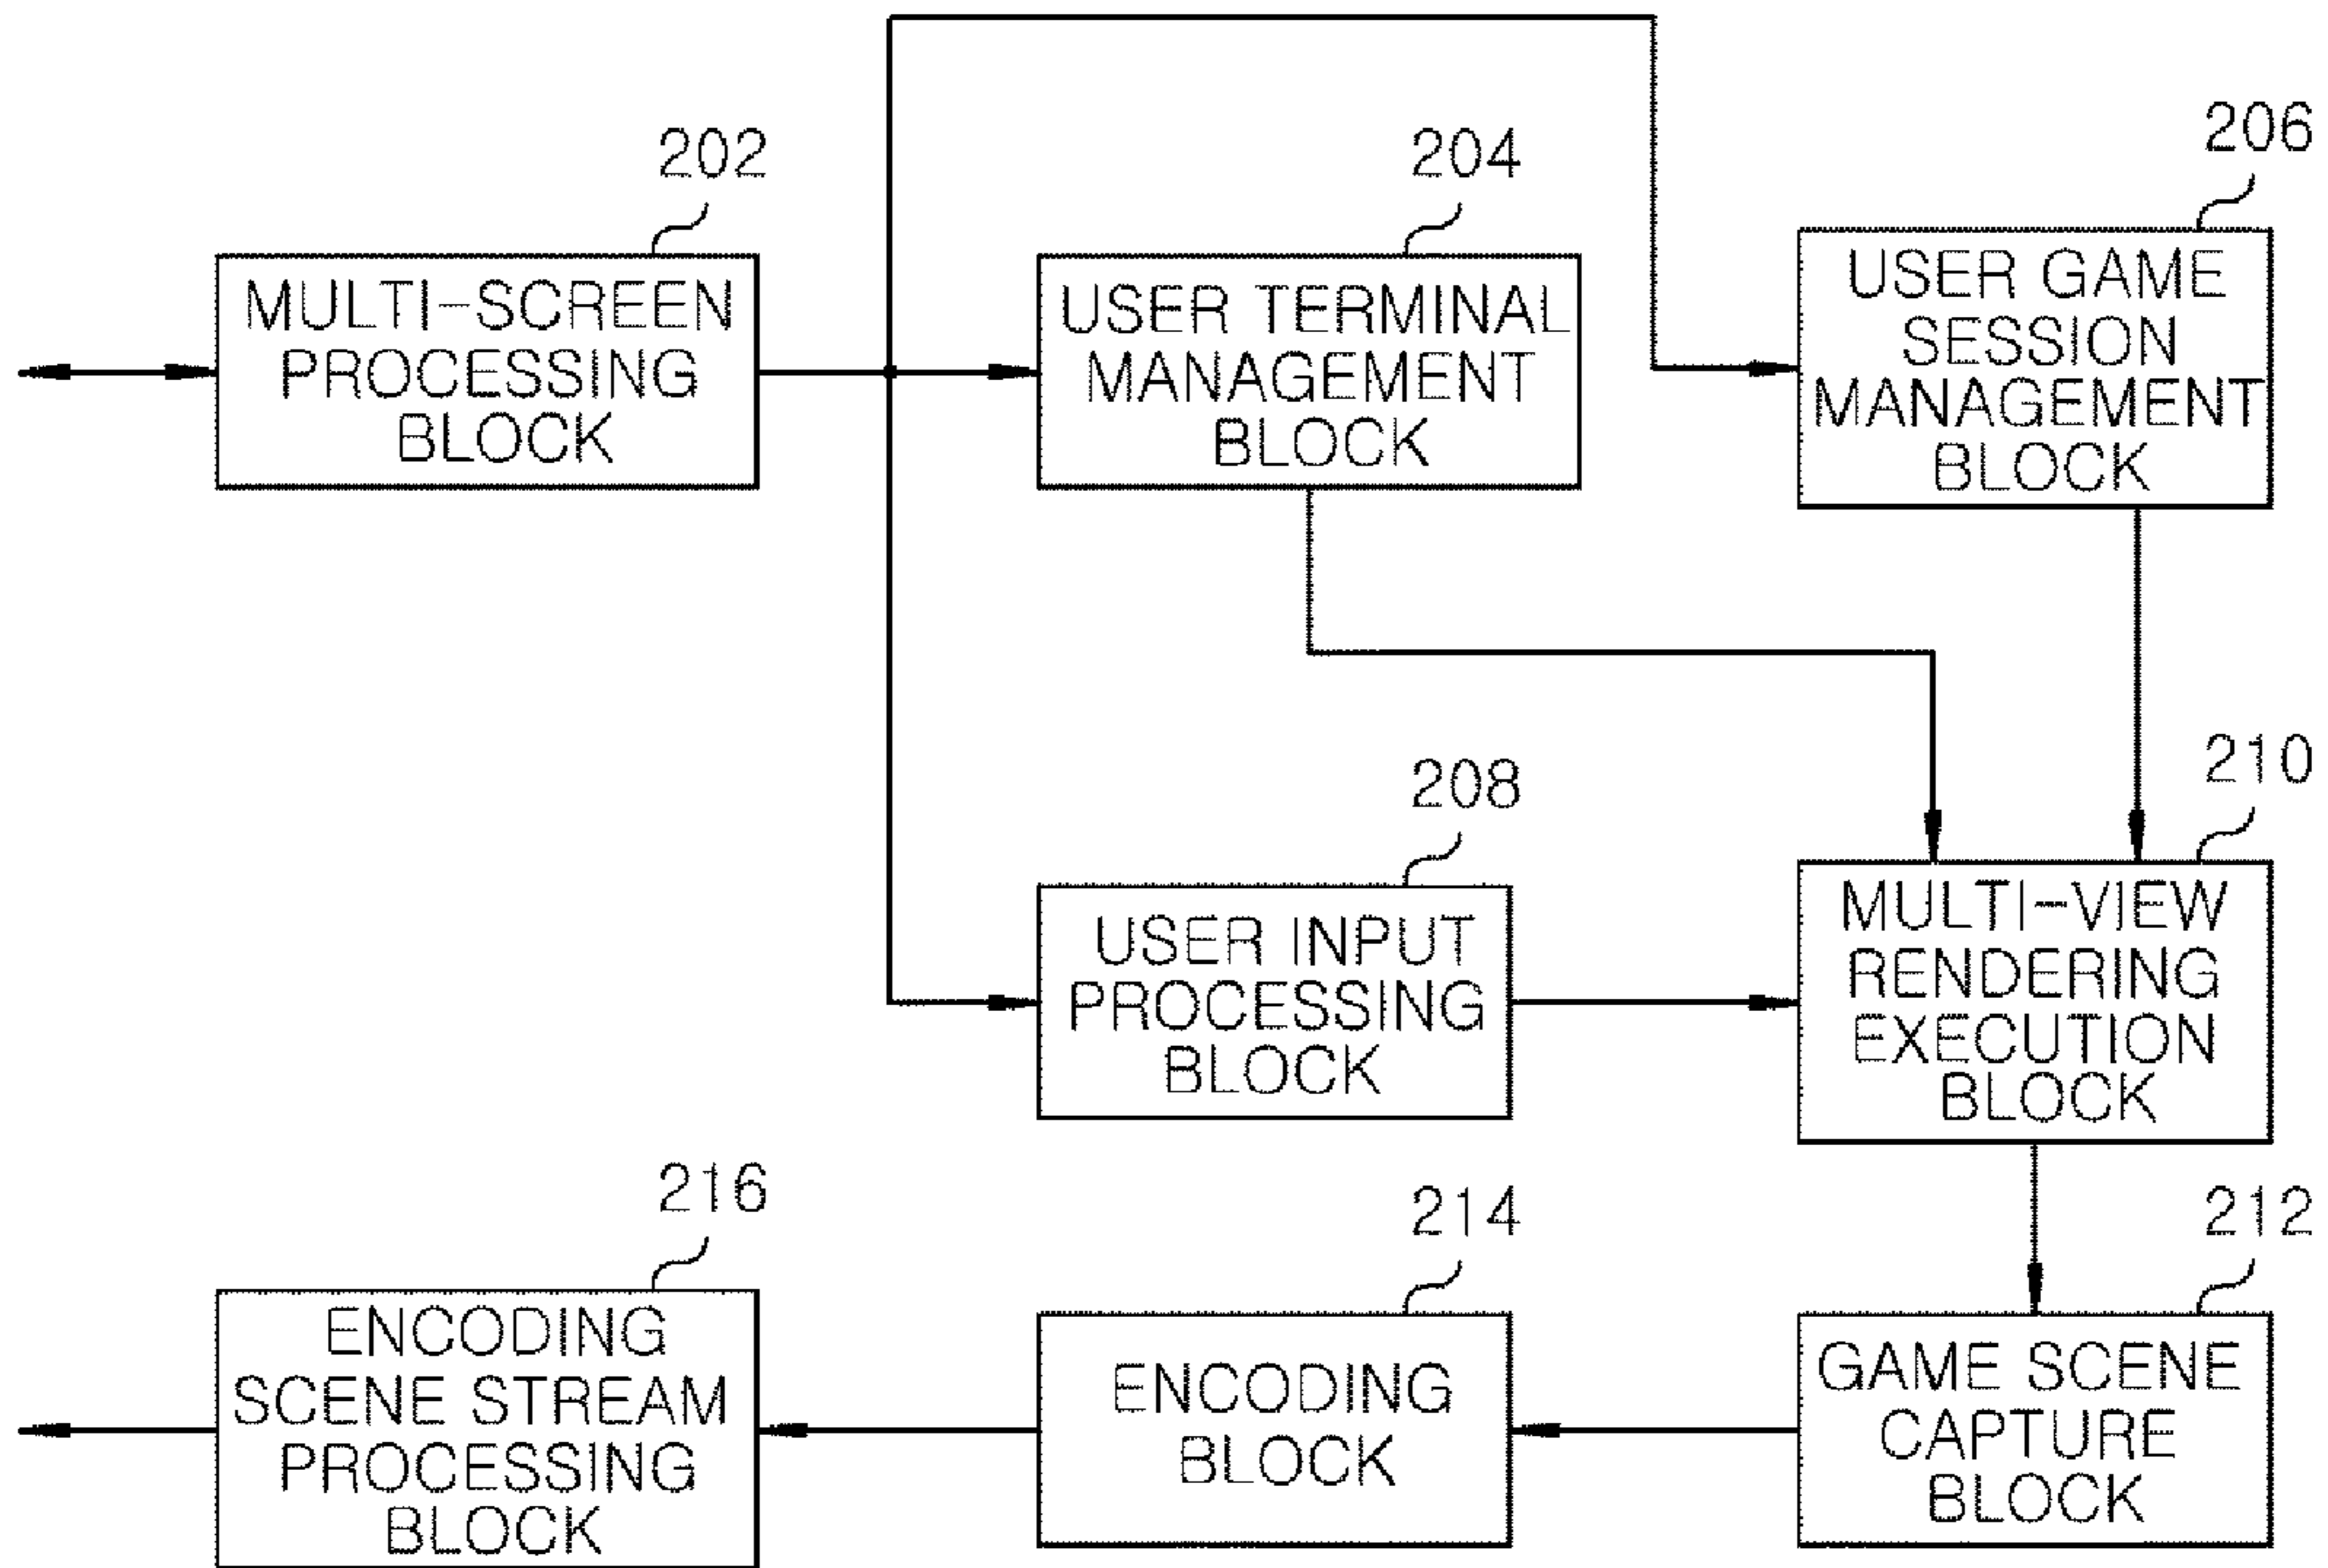 202
MULTI-SCREEN
PROCESSING
BLOCK
204
USER TERMINAL
MANAGEMENT
BLOCK
206
USER GAME
SESSION
MANAGEMENT
BLOCK
208
USER INPUT
PROCESSING
BLOCK
210
MULTI-VIEW
RENDERING
EXECUTION
BLOCK
216
ENCODING
SCENE STREAM
PROCESSING
BLOCK
214
ENCODING
BLOCK
212
GAME SCENE
CAPTURE
BLOCK